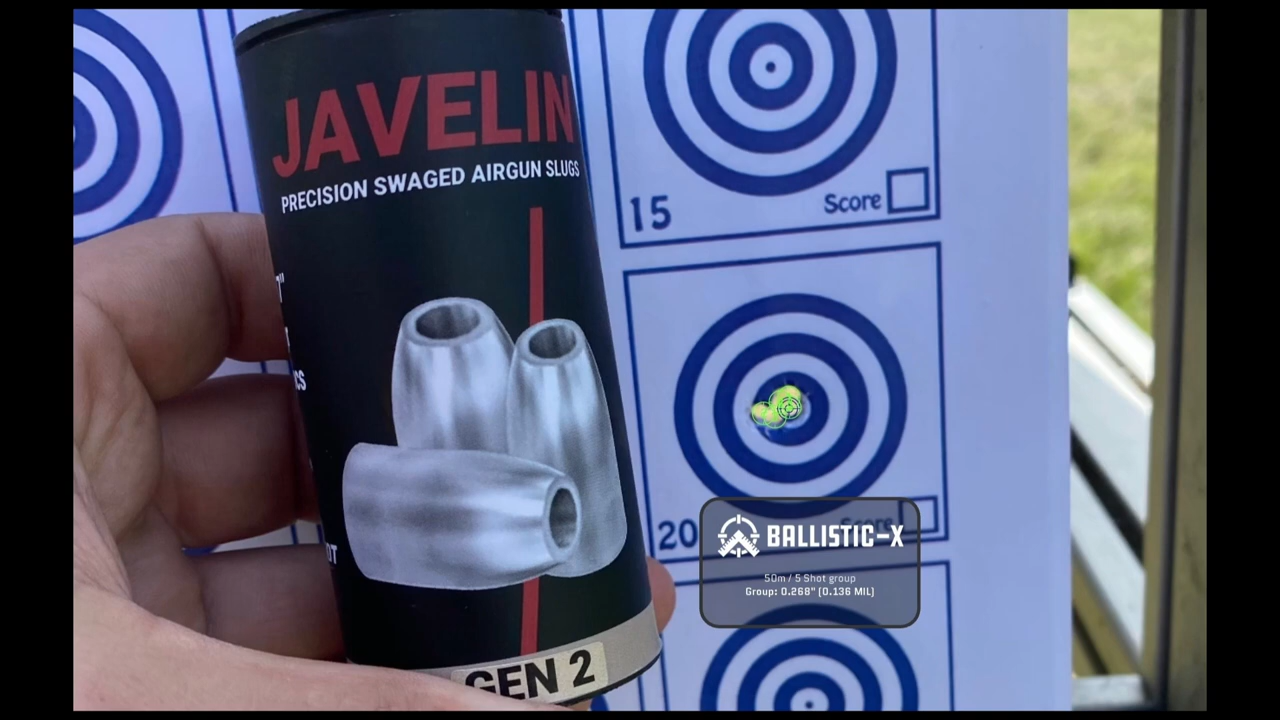 JAVELIN
PRECISION SWAGED AIRGUN SLUGS
GEN 2
15
Score
20
Score
BALLISTIC-X
50m / 5 Shot group
Group: 0.268" (0.136 MIL)